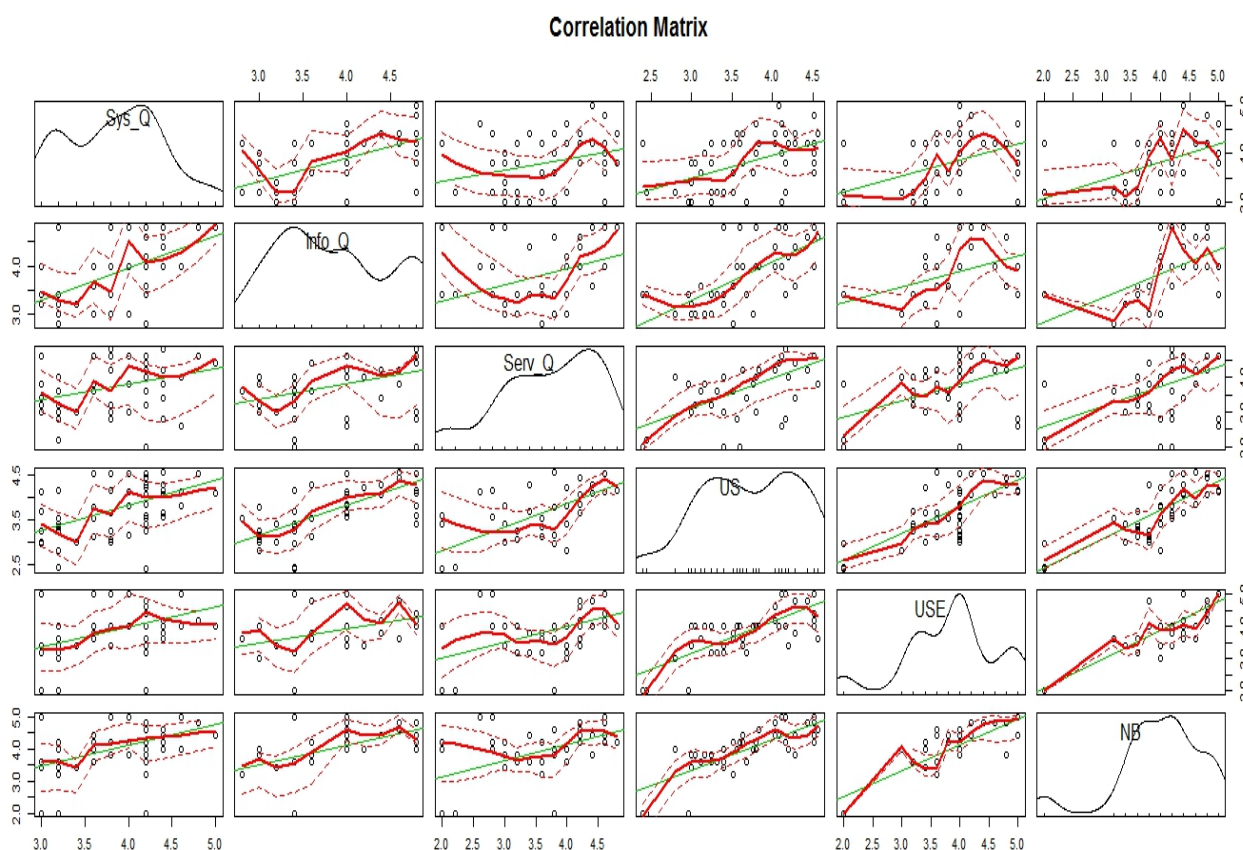 Correlation Matrix
3.0 3.5 4.0 4.5
2.4 3.0 3.5 4.0 4.5
2.0 2.5 3.0 3.5 4.0 4.5 5.0
Sys_Q
Info_Q
4.0
3.0
Serv_Q
4.5
3.5
2.5
US
USE
5.0
4.0
3.0
2.0
NB
3.0 3.5 4.0 4.5 5.0
2.0 2.5 3.0 3.5 4.0 4.5
2.0 2.5 3.0 3.5 4.0 4.5 5.0